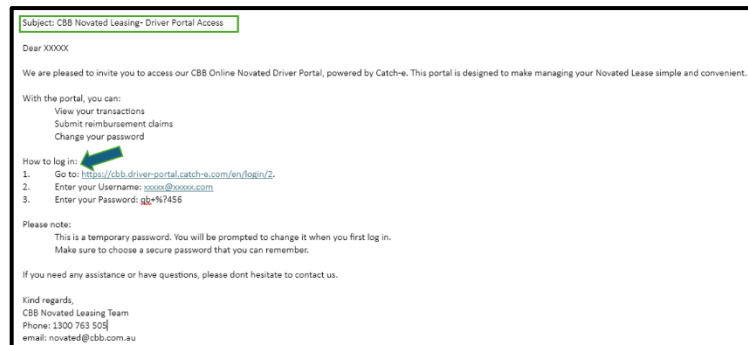 Subject: CBB Novated Leasing- Driver Portal Access
Dear XXXXX
We are pleased to invite you to access our CBB Online Novated Driver Portal, powered by Catch-e. This portal is designed to make managing your Novated Lease simple and convenient.
With the portal, you can:
View your transactions
Submit reimbursement claims
Change your password
How to log in:
1. Go to: https://cbb.driver-portal.catch-e.com/en/login/2.
2. Enter your Username: xxxxx@xxxxx.com
3. Enter your Password: gb+%?456
Please note:
This is a temporary password. You will be prompted to change it when you first log in.
Make sure to choose a secure password that you can remember.
If you need any assistance or have questions, please dont hesitate to contact us.
Kind regards,
CBB Novated Leasing Team
Phone: 1300 763 505
email: novated@cbb.com.au